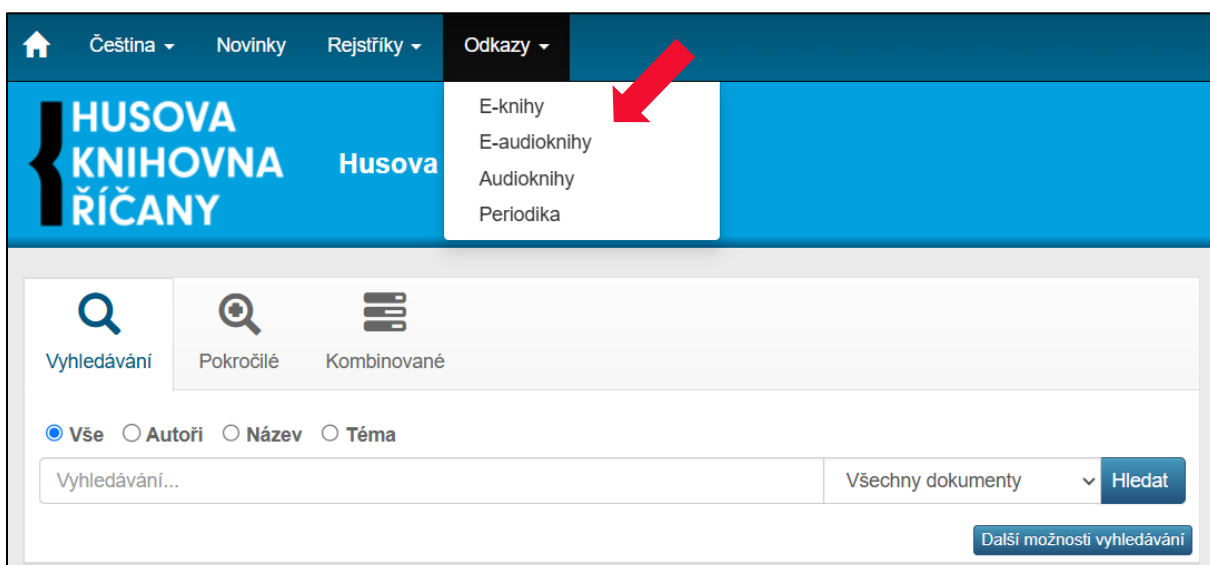 Čeština Novinky Rejstříky Odkazy
E-knihy
E-audioknihy
Audioknihy
Periodika
HUSOVA
KNIHOVNA
ŘÍČANY
Husova
Vyhledávání Pokročilé Kombinované
Vše Autoři Název Téma
Vyhledávání... Všechny dokumenty Hledat
Další možnosti vyhledávání